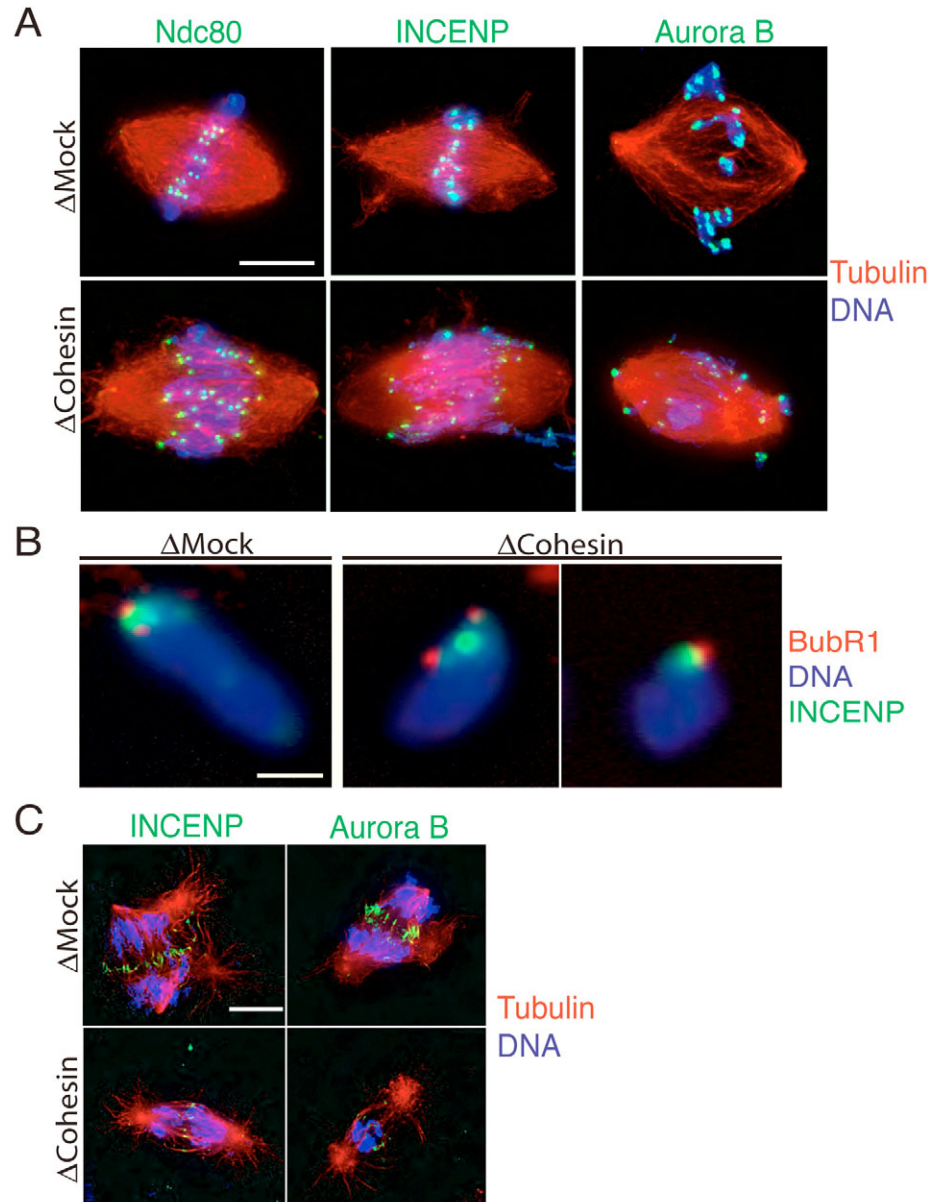 A
Ndc80
INCENP
Aurora B
ΔMock
ΔCohesin
Tubulin
DNA
B
ΔMock
ΔCohesin
BubR1
DNA
INCENP
C
INCENP
Aurora B
ΔMock
ΔCohesin
Tubulin
DNA